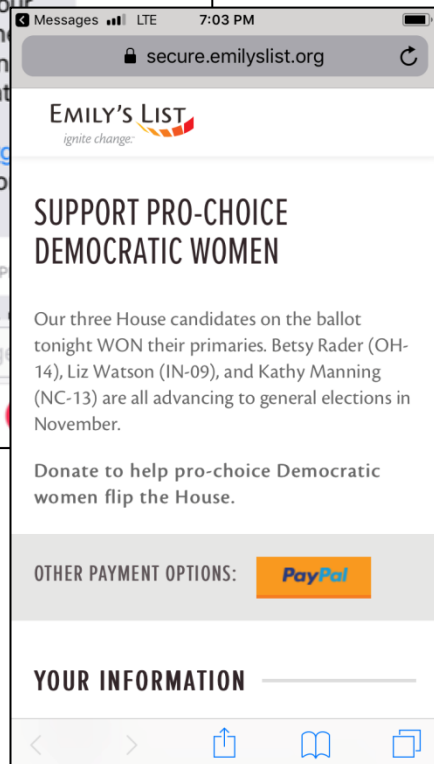 Messages LTE 7:03 PM
secure.emilyslist.org
EMILY'S LIST
ignite change:
SUPPORT PRO-CHOICE
DEMOCRATIC WOMEN
Our three House candidates on the ballot
tonight WON their primaries. Betsy Rader (OH-
14), Liz Watson (IN-09), and Kathy Manning
(NC-13) are all advancing to general elections in
November.
Donate to help pro-choice Democratic
women flip the House.
OTHER PAYMENT OPTIONS: PayPal
YOUR INFORMATION